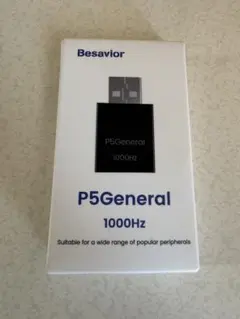 Besavior
P5General
1000Hz
P5General
1000Hz
Suitable for a wide range of popular peripherals